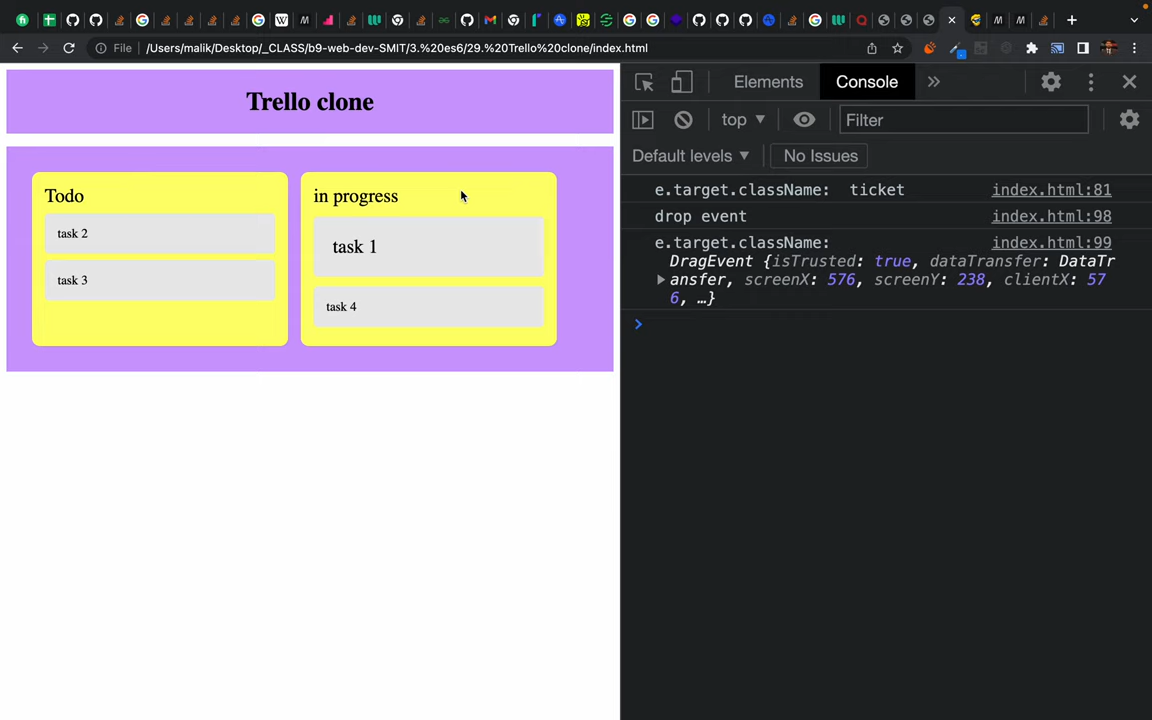 File /Users/malik/Desktop/_CLASS/b9-web-dev-SMIT/3.%20es6/29.%20Trello%20clone/index.html
Trello clone
Todo
task 2
task 3
in progress
task 1
task 4
Elements Console
top Filter
Default levels No Issues
e.target.className: ticket index.html:81
drop event index.html:98
e.target.className: index.html:99
DragEvent {isTrusted: true, dataTransfer: DataTr
ansfer, screenX: 576, screenY: 238, clientX: 57
6, …}